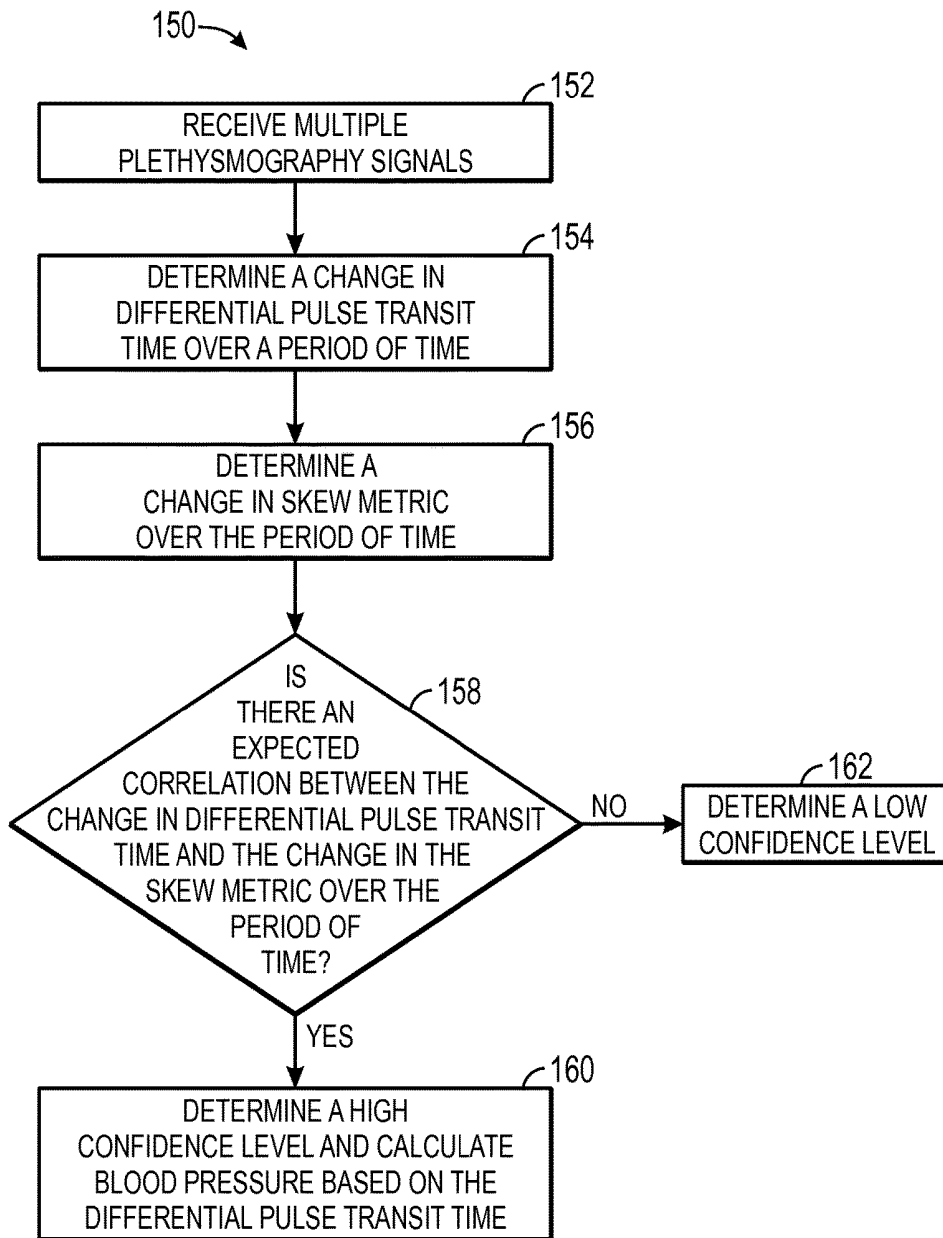 150
152
RECEIVE MULTIPLE
PLETHYSMOGRAPHY SIGNALS
154
DETERMINE A CHANGE IN
DIFFERENTIAL PULSE TRANSIT
TIME OVER A PERIOD OF TIME
156
DETERMINE A
CHANGE IN SKEW METRIC
OVER THE PERIOD OF TIME
158
IS
THERE AN
EXPECTED
CORRELATION BETWEEN THE
CHANGE IN DIFFERENTIAL PULSE TRANSIT
TIME AND THE CHANGE IN THE
SKEW METRIC OVER THE
PERIOD OF
TIME?
NO
162
DETERMINE A LOW
CONFIDENCE LEVEL
YES
160
DETERMINE A HIGH
CONFIDENCE LEVEL AND CALCULATE
BLOOD PRESSURE BASED ON THE
DIFFERENTIAL PULSE TRANSIT TIME